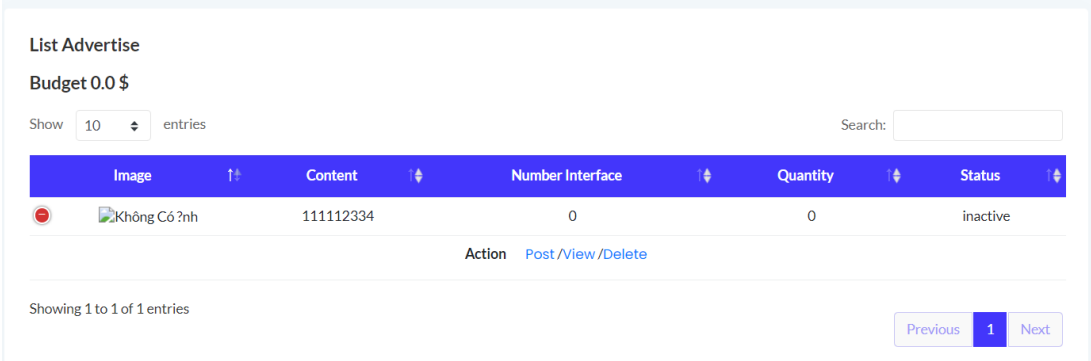 List Advertise
Budget 0.0 $
Show 10 entries Search:
Image Content Number Interface Quantity Status
Không Có ?nh 111112334 0 0 inactive
Action Post /View /Delete
Showing 1 to 1 of 1 entries
Previous 1 Next